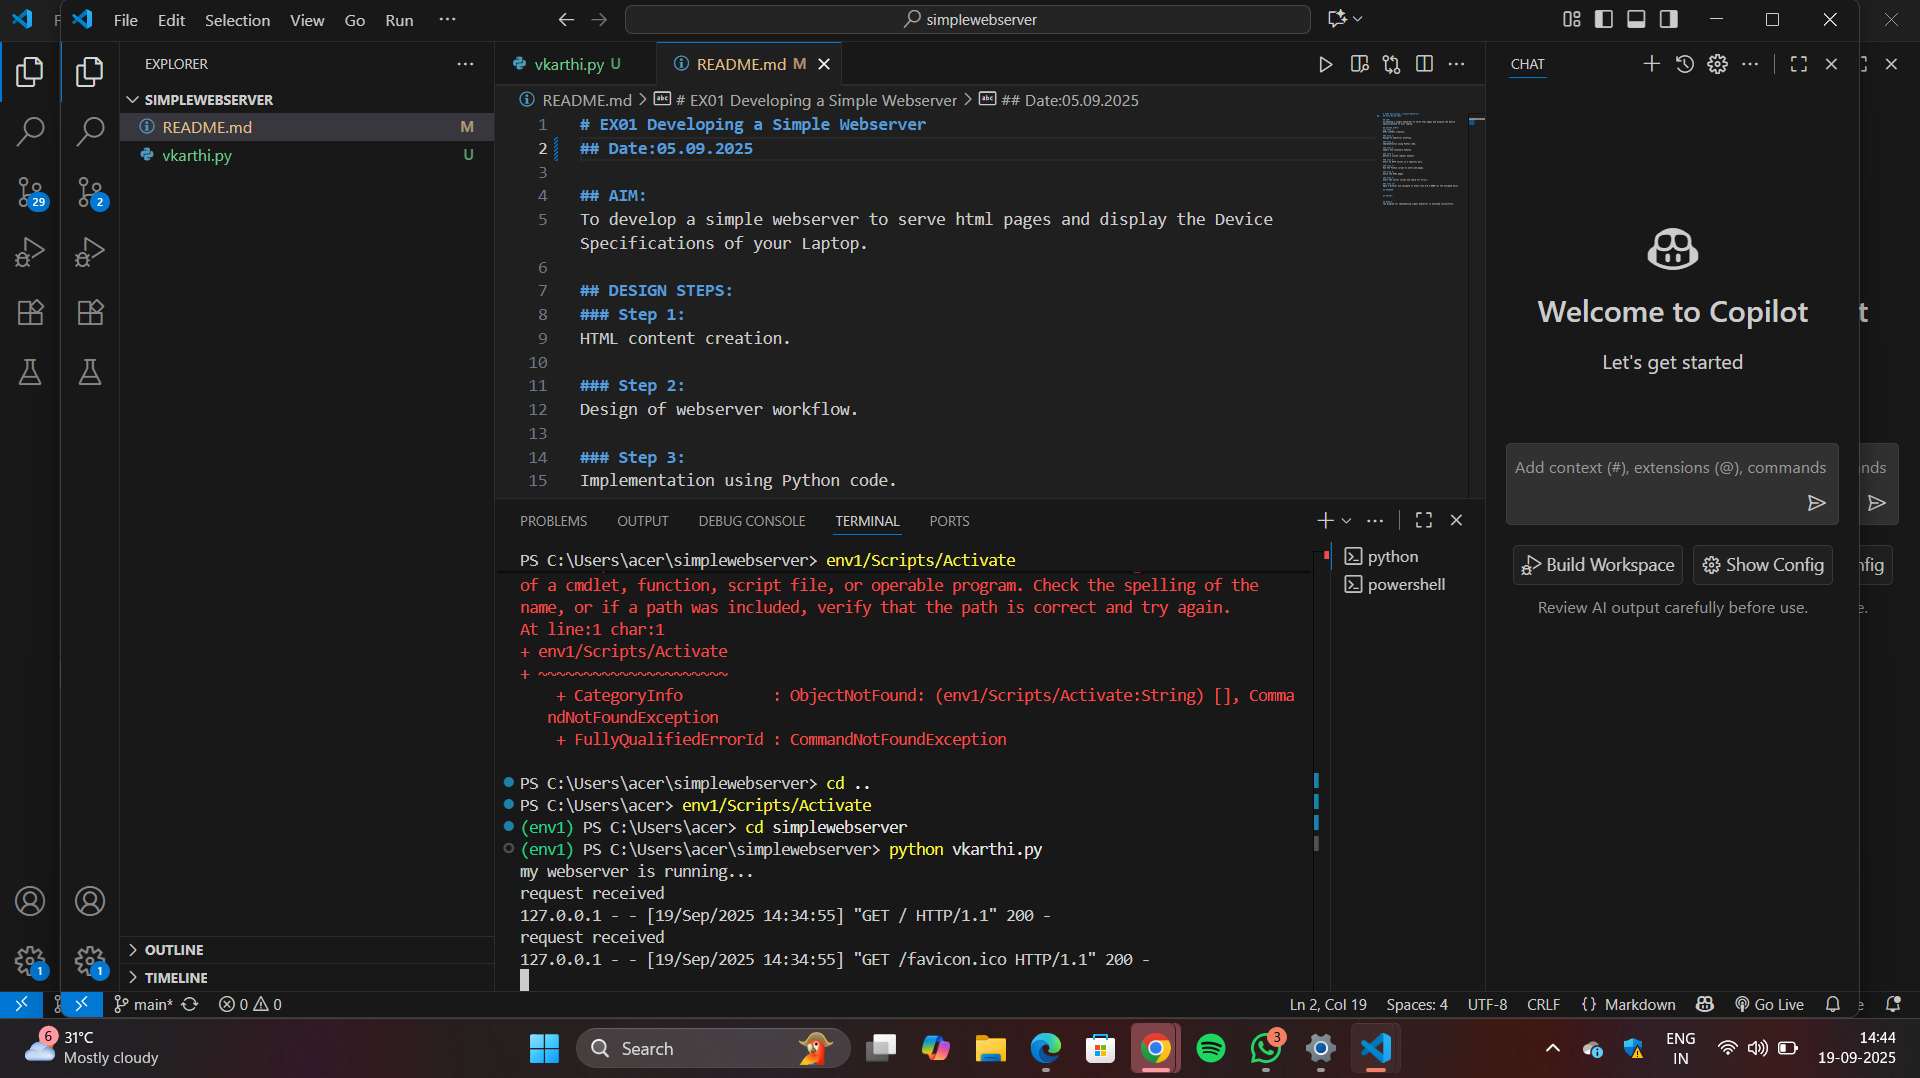 F
File Edit Selection View Go Run ···
simplewebserver
EXPLORER
SIMPLEWEBSERVER
README.md M
vkarthi.py U
29
2
1
1
OUTLINE
TIMELINE
vkarthi.py U
README.md M
README.md > # EX01 Developing a Simple Webserver > ## Date:05.09.2025
1 # EX01 Developing a Simple Webserver
2 ## Date:05.09.2025
3
4 ## AIM:
5 To develop a simple webserver to serve html pages and display the Device
Specifications of your Laptop.
6
7 ## DESIGN STEPS:
8 ### Step 1:
9 HTML content creation.
10
11 ### Step 2:
12 Design of webserver workflow.
13
14 ### Step 3:
15 Implementation using Python code.
PROBLEMS OUTPUT DEBUG CONSOLE TERMINAL PORTS
PS C:\Users\acer\simplewebserver> env1/Scripts/Activate
of a cmdlet, function, script file, or operable program. Check the spelling of the
name, or if a path was included, verify that the path is correct and try again.
At line:1 char:1
+ env1/Scripts/Activate
+ ~~~~~~~~~~~~~~~~~~~~~
+ CategoryInfo : ObjectNotFound: (env1/Scripts/Activate:String) [], Comma
ndNotFoundException
+ FullyQualifiedErrorId : CommandNotFoundException
PS C:\Users\acer\simplewebserver> cd ..
PS C:\Users\acer> env1/Scripts/Activate
(env1) PS C:\Users\acer> cd simplewebserver
(env1) PS C:\Users\acer\simplewebserver> python vkarthi.py
my webserver is running...
request received
127.0.0.1 - - [19/Sep/2025 14:34:55] "GET / HTTP/1.1" 200 -
request received
127.0.0.1 - - [19/Sep/2025 14:34:55] "GET /favicon.ico HTTP/1.1" 200 -
python
powershell
CHAT
Welcome to Copilot
t
Let's get started
Add context (#), extensions (@), commands
nds
Build Workspace
Show Config
nfig
Review AI output carefully before use.
e.
main*
0 0
Ln 2, Col 19
Spaces: 4
UTF-8
CRLF
{ } Markdown
Go Live
e
6
31°C
Mostly cloudy
Search
3
ENG
IN
14:44
19-09-2025